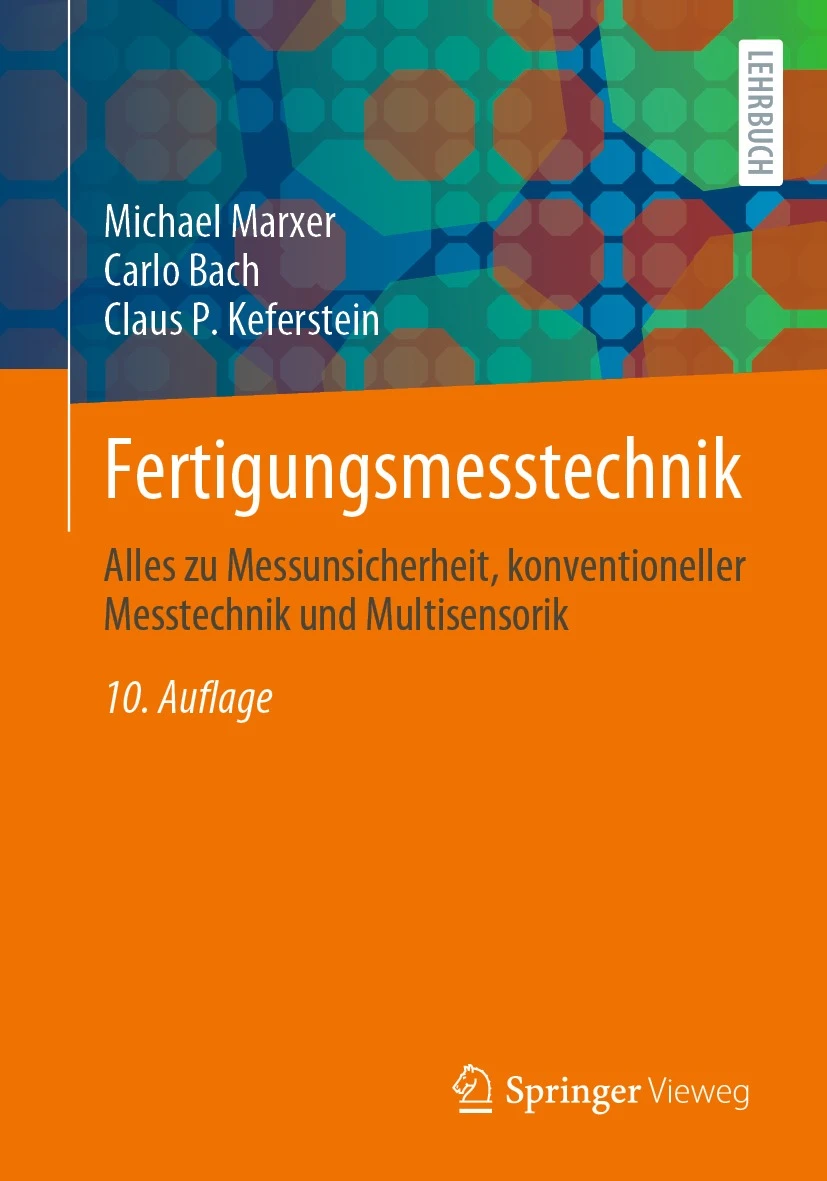 LEHRBUCH
Michael Marxer
Carlo Bach
Claus P. Keferstein
Fertigungsmesstechnik
Alles zu Messunsicherheit, konventioneller
Messtechnik und Multisensorik
10. Auflage
Springer Vieweg